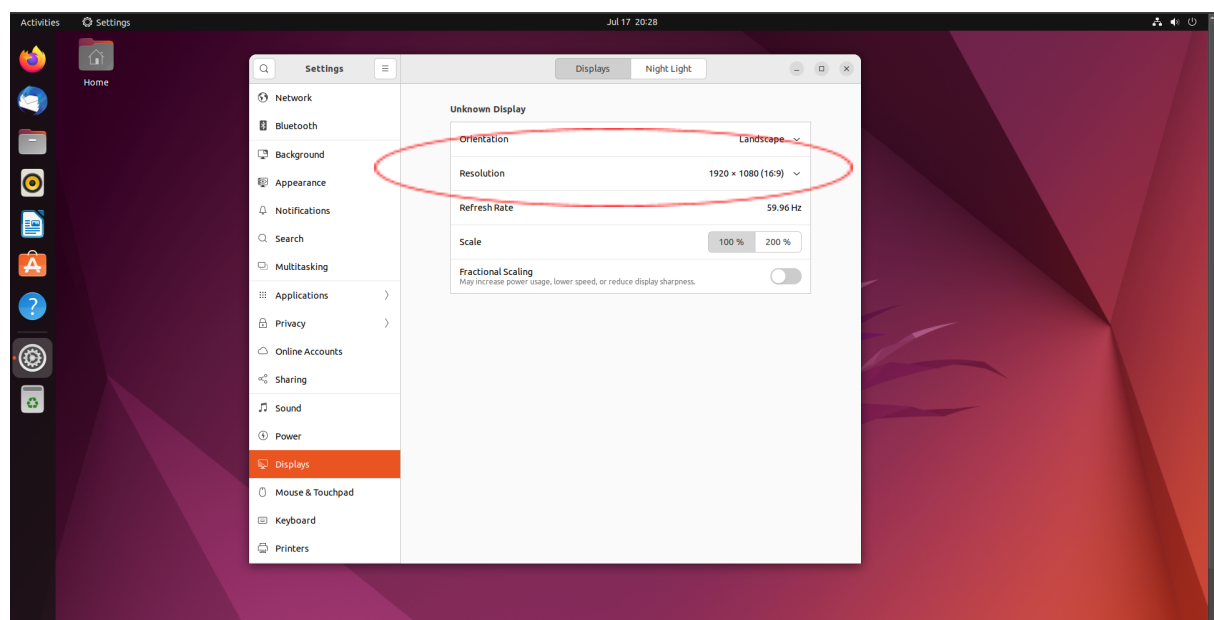 Activities Settings Jul 17 20:28
Home
Settings Displays Night Light
Network
Bluetooth
Background
Appearance
Notifications
Search
Multitasking
Applications
Privacy
Online Accounts
Sharing
Sound
Power
Displays
Mouse & Touchpad
Keyboard
Printers
Unknown Display
Orientation Landscape
Resolution 1920 × 1080 (16:9)
Refresh Rate 59.96 Hz
Scale 100 % 200 %
Fractional Scaling
May increase power usage, lower speed, or reduce display sharpness.